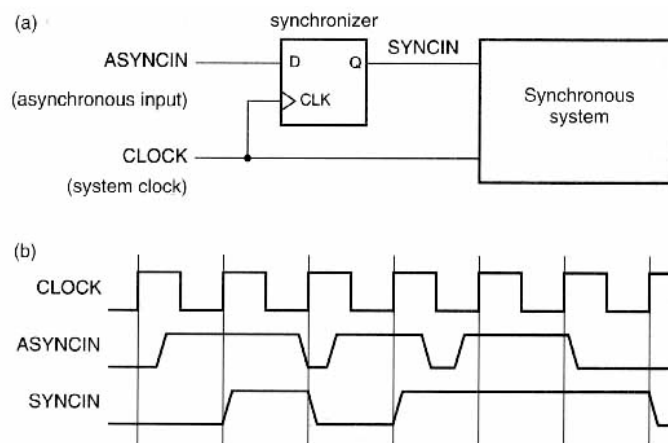 (a)
synchronizer
ASYNCIN
D
Q
SYNCIN
(asynchronous input)
CLK
Synchronous
system
CLOCK
(system clock)
(b)
CLOCK
ASYNCIN
SYNCIN